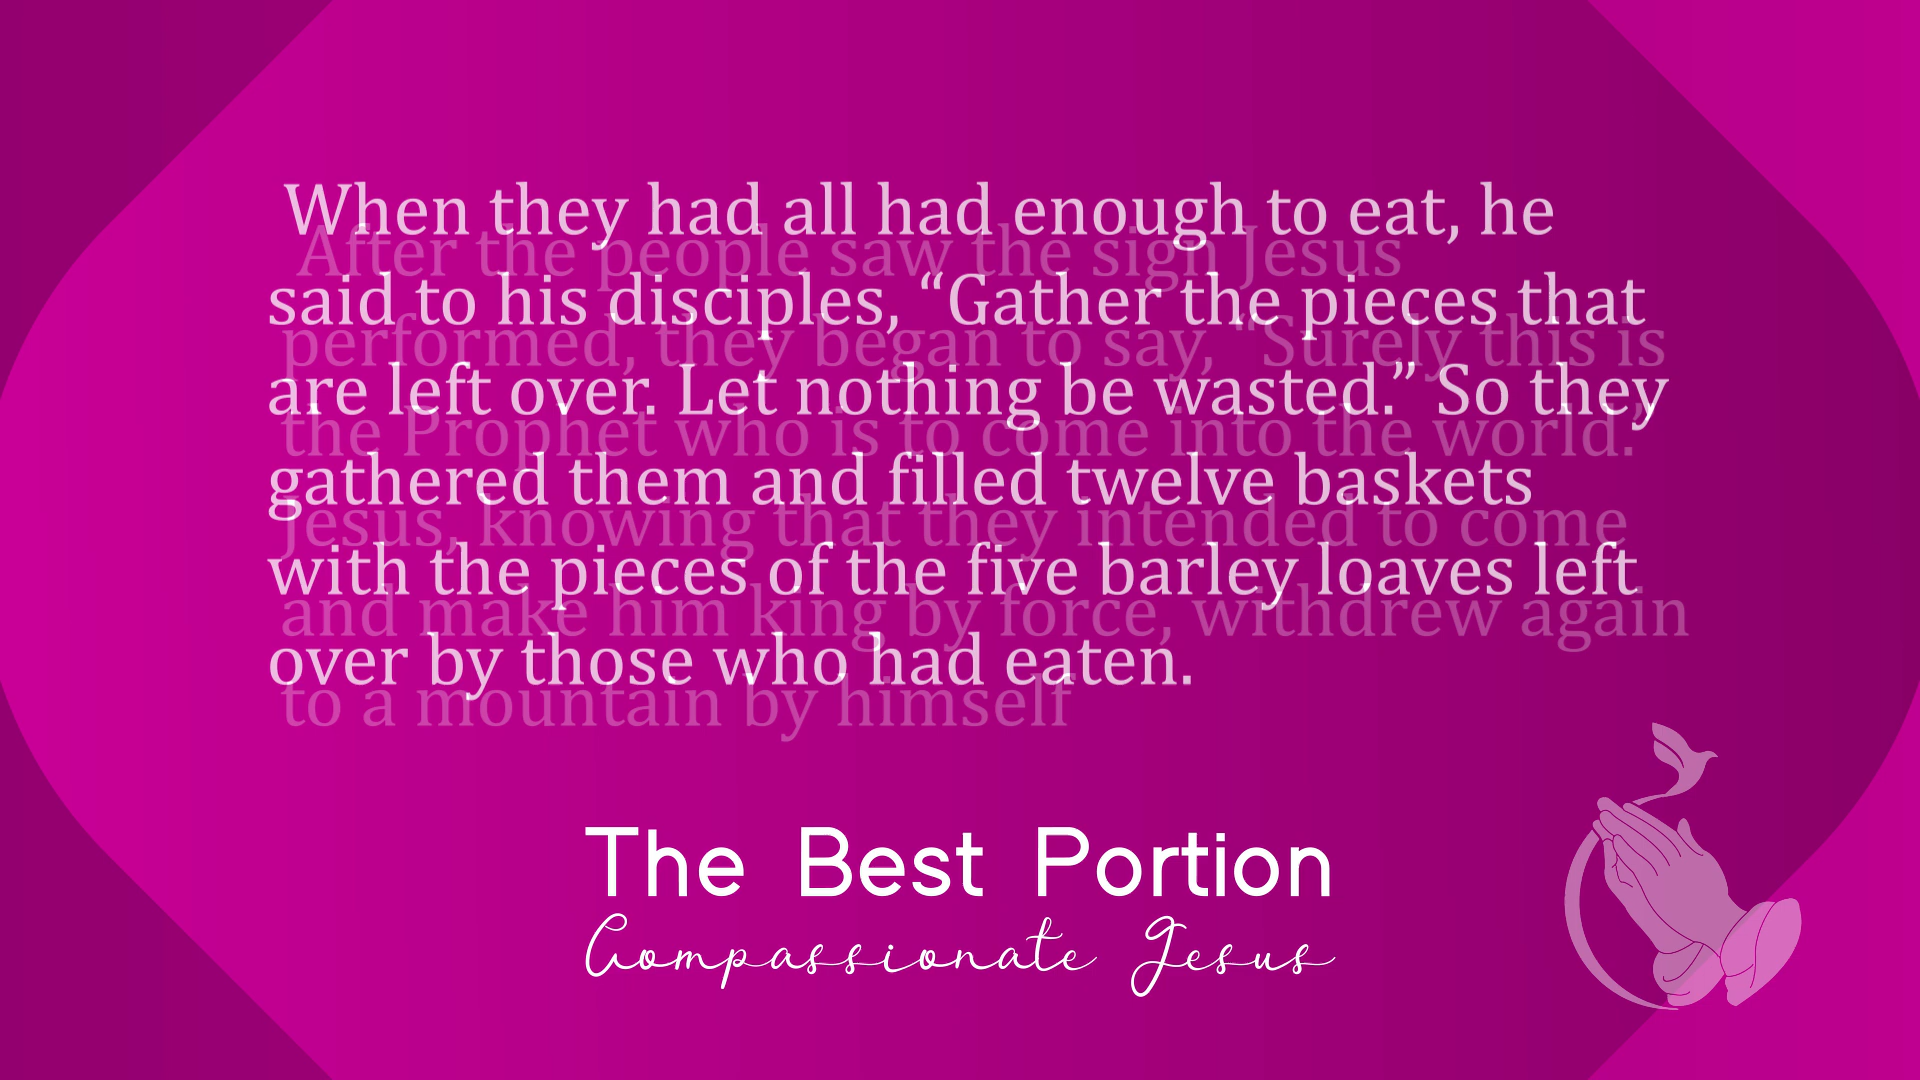 When they had all had enough to eat, he
said to his disciples, “Gather the pieces that
are left over. Let nothing be wasted.” So they
gathered them and filled twelve baskets
with the pieces of the five barley loaves left
over by those who had eaten.
After the people saw the sign Jesus
performed, they began to say, “Surely this is
the Prophet who is to come into the world.”
Jesus, knowing that they intended to come
and make him king by force, withdrew again
to a mountain by himself
The Best Portion
Compassionate Jesus